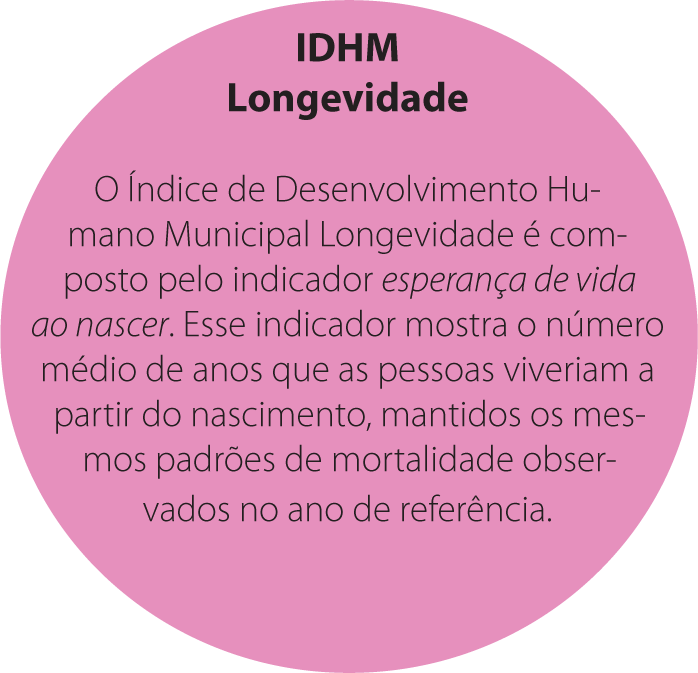 IDHM
Longevidade
O Índice de Desenvolvimento Hu-
mano Municipal Longevidade é com-
posto pelo indicador esperança de vida
ao nascer. Esse indicador mostra o número
médio de anos que as pessoas viveriam a
partir do nascimento, mantidos os mes-
mos padrões de mortalidade obser-
vados no ano de referência.